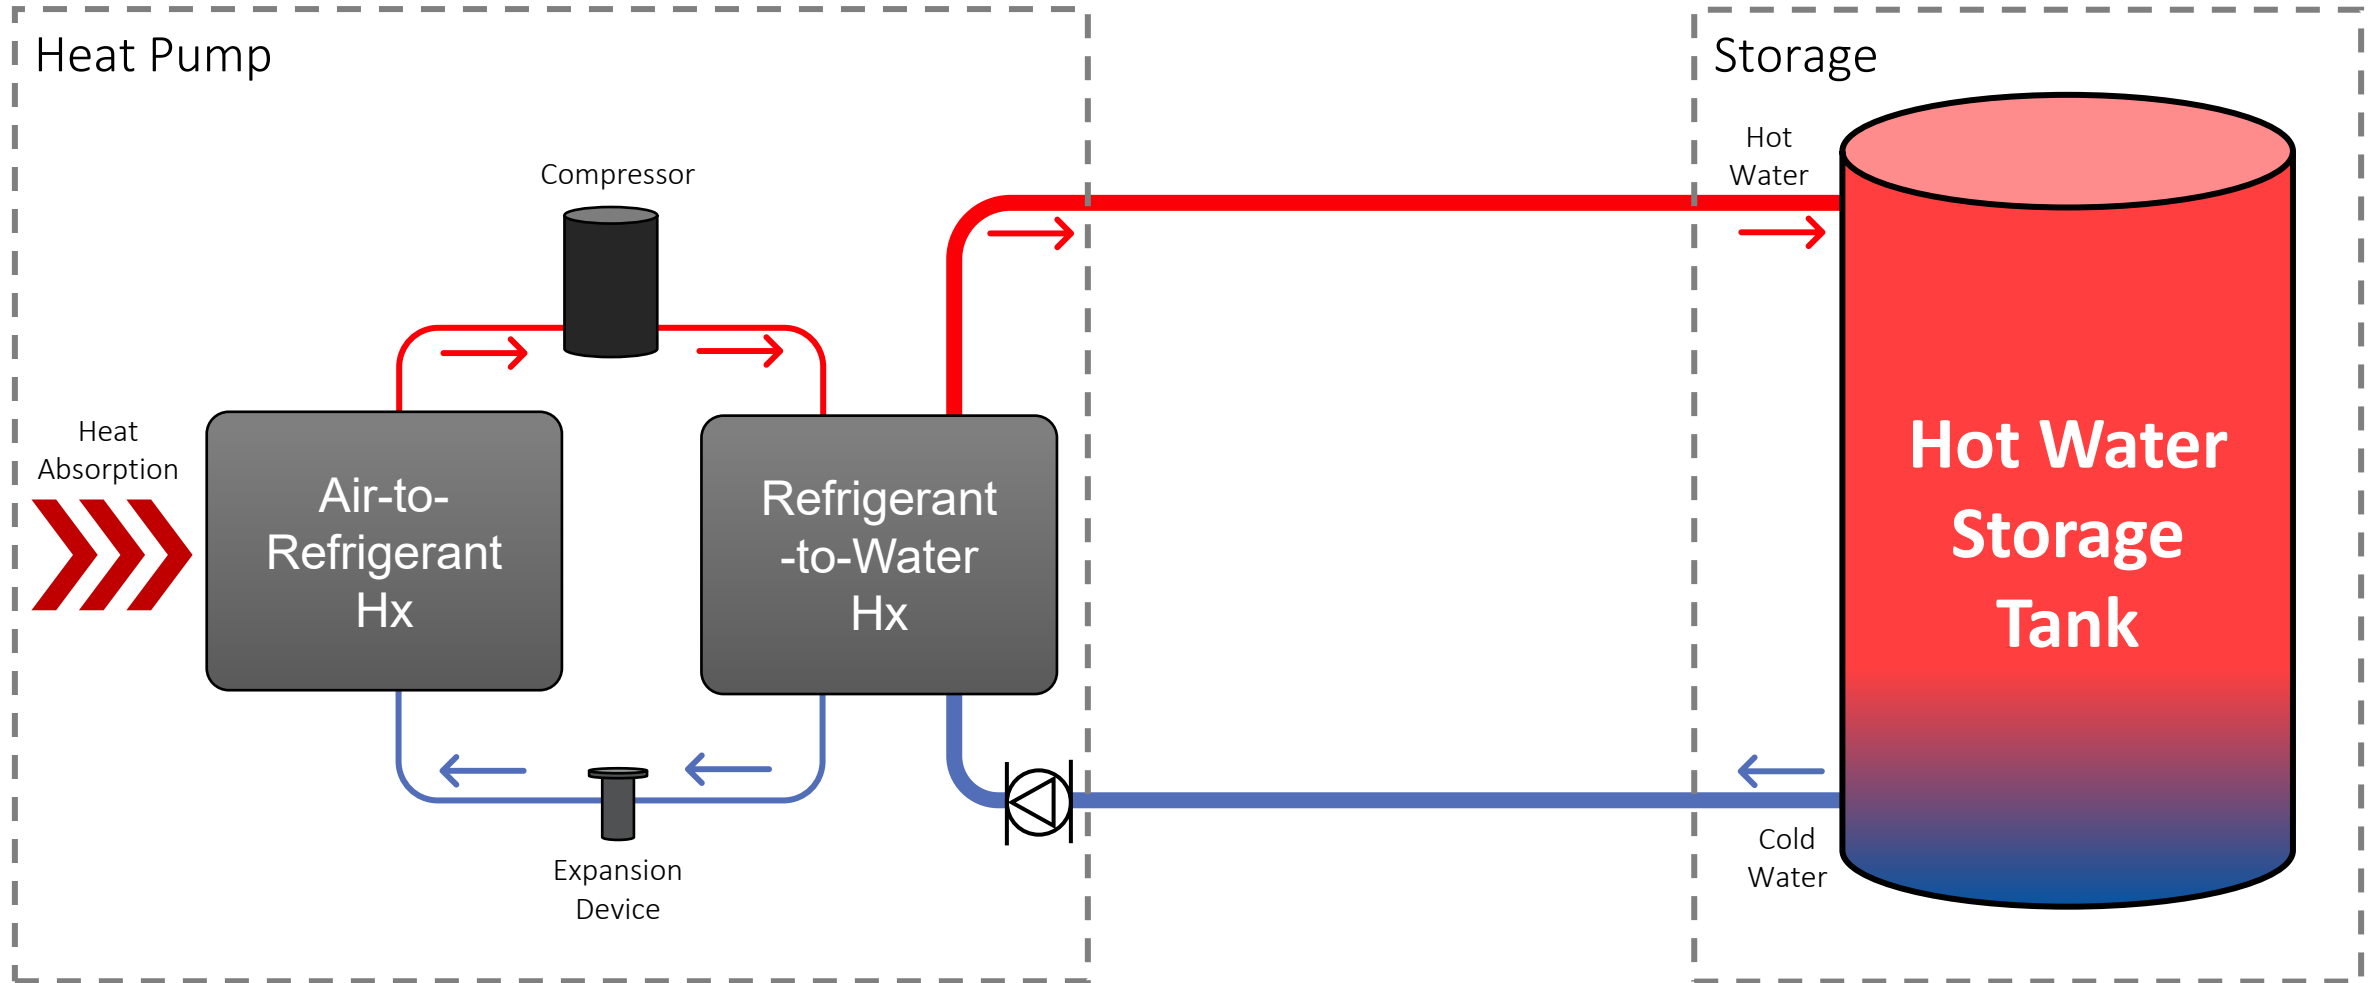 Heat Pump
Storage
Hot
Water
Compressor
Heat
Absorption
Air-to-
Refrigerant
Hx
Refrigerant
-to-Water
Hx
Hot Water
Storage
Tank
Expansion
Device
Cold
Water